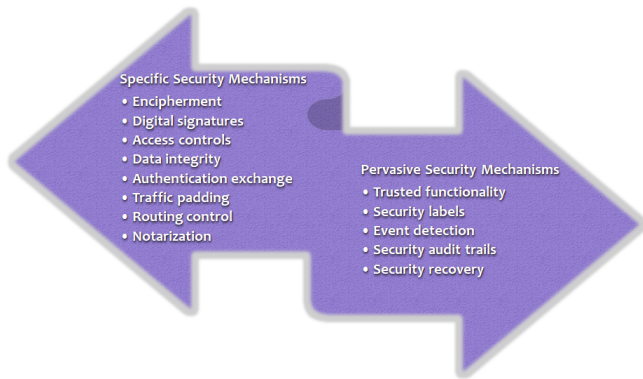 Specific Security Mechanisms
• Encipherment
• Digital signatures
• Access controls
• Data integrity
• Authentication exchange
• Traffic padding
• Routing control
• Notarization
Pervasive Security Mechanisms
• Trusted functionality
• Security labels
• Event detection
• Security audit trails
• Security recovery